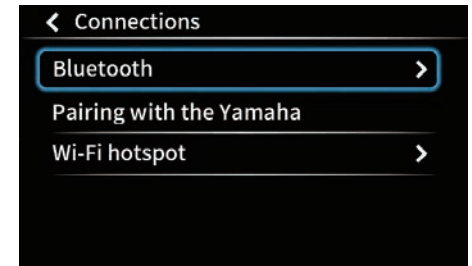 Connections
Bluetooth
Pairing with the Yamaha
Wi-Fi hotspot